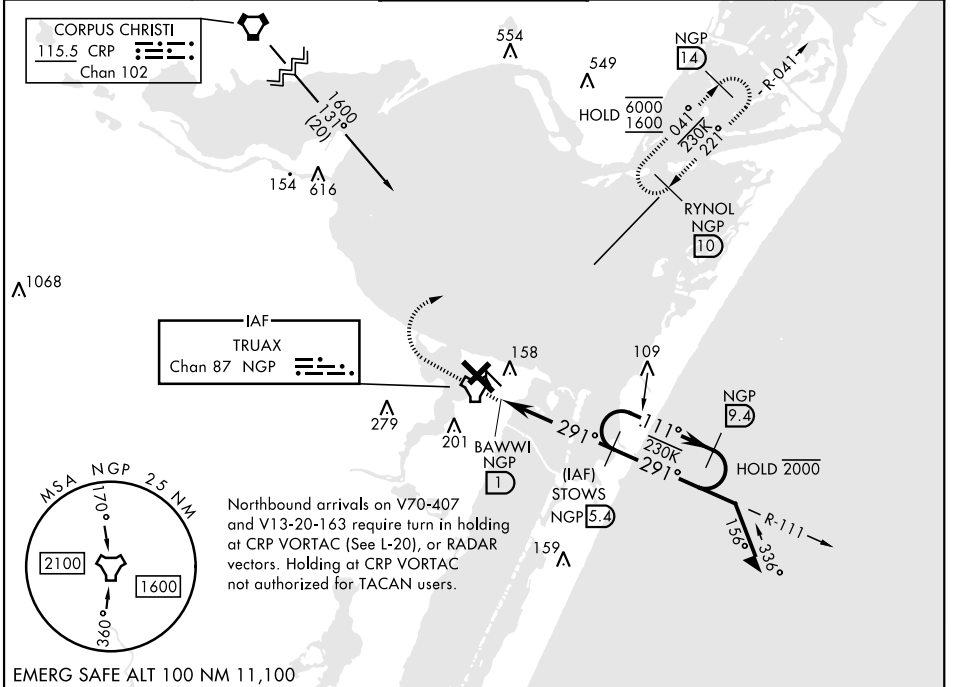 CORPUS CHRISTI
115.5 CRP
Chan 102
1600
131°
(20)
554
549
NGP
14
R-041
HOLD 6000
1600
041°
230K
221°
154
616
RYNOL
NGP
10
1068
IAF
TRUAX
Chan 87 NGP
158
109
279
201
BAWWI
NGP
1
291°
111°
230K
291°
NGP
9.4
HOLD 2000
(IAF)
STOWS
NGP 5.4
R-111
156°
336°
159
MSA NGP 25 NM
170°
2100
1600
360°
Northbound arrivals on V70-407
and V13-20-163 require turn in holding
at CRP VORTAC (See L-20), or RADAR
vectors. Holding at CRP VORTAC
not authorized for TACAN users.
EMERG SAFE ALT 100 NM 11,100